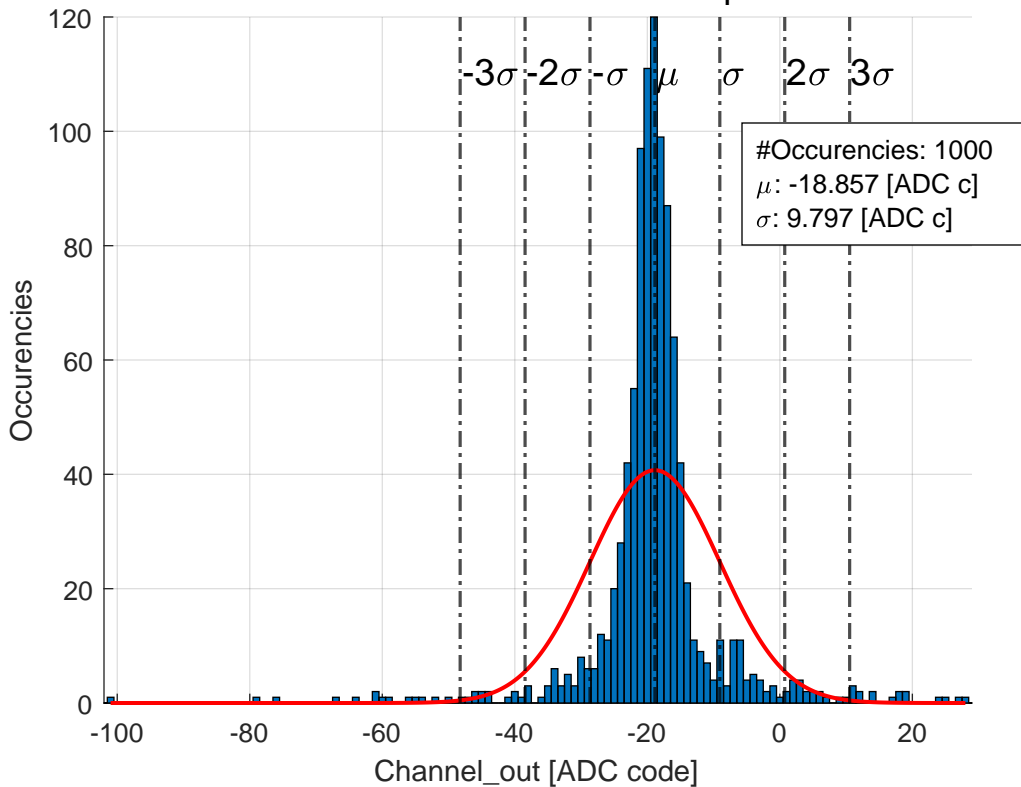 120
100
80
60
40
20
0
-3σ -2σ -σ μ σ 2σ 3σ
#Occurencies: 1000
μ: -18.857 [ADC c]
σ: 9.797 [ADC c]
Occurencies
-100 -80 -60 -40 -20 0 20
Channel_out [ADC code]